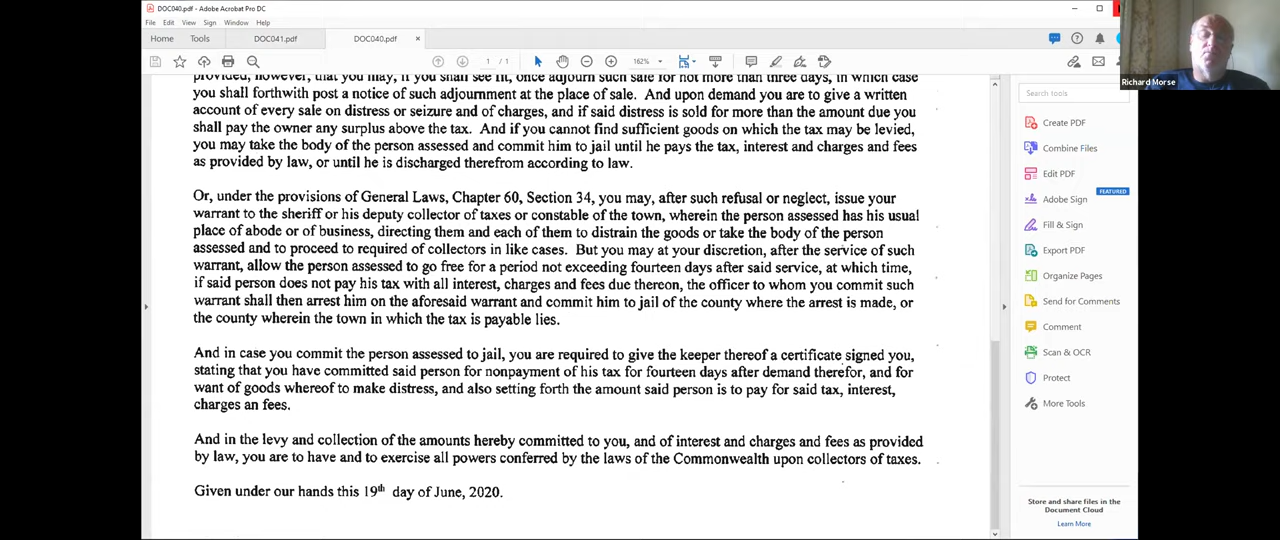 DOC040.pdf - Adobe Acrobat Pro DC
File Edit View Sign Window Help
Home Tools DOC041.pdf DOC040.pdf ×
1 / 1 162%
provided, however, that you may, if you shall see fit, once adjourn such sale for not more than three days, in which case
you shall forthwith post a notice of such adjournment at the place of sale. And upon demand you are to give a written
account of every sale on distress or seizure and of charges, and if said distress is sold for more than the amount due you
shall pay the owner any surplus above the tax. And if you cannot find sufficient goods on which the tax may be levied,
you may take the body of the person assessed and commit him to jail until he pays the tax, interest and charges and fees
as provided by law, or until he is discharged therefrom according to law.
Or, under the provisions of General Laws, Chapter 60, Section 34, you may, after such refusal or neglect, issue your
warrant to the sheriff or his deputy collector of taxes or constable of the town, wherein the person assessed has his usual
place of abode or of business, directing them and each of them to distrain the goods or take the body of the person
assessed and to proceed to required of collectors in like cases. But you may at your discretion, after the service of such
warrant, allow the person assessed to go free for a period not exceeding fourteen days after said service, at which time,
if said person does not pay his tax with all interest, charges and fees due thereon, the officer to whom you commit such
warrant shall then arrest him on the aforesaid warrant and commit him to jail of the county where the arrest is made, or
the county wherein the town in which the tax is payable lies.
And in case you commit the person assessed to jail, you are required to give the keeper thereof a certificate signed you,
stating that you have committed said person for nonpayment of his tax for fourteen days after demand therefor, and for
want of goods whereof to make distress, and also setting forth the amount said person is to pay for said tax, interest,
charges an fees.
And in the levy and collection of the amounts hereby committed to you, and of interest and charges and fees as provided
by law, you are to have and to exercise all powers conferred by the laws of the Commonwealth upon collectors of taxes.
Given under our hands this 19th day of June, 2020.
Search tools
Create PDF
Combine Files
Edit PDF
FEATURED
Adobe Sign
Fill & Sign
Export PDF
Organize Pages
Send for Comments
Comment
Scan & OCR
Protect
More Tools
Store and share files in the
Document Cloud
Learn More
Richard Morse